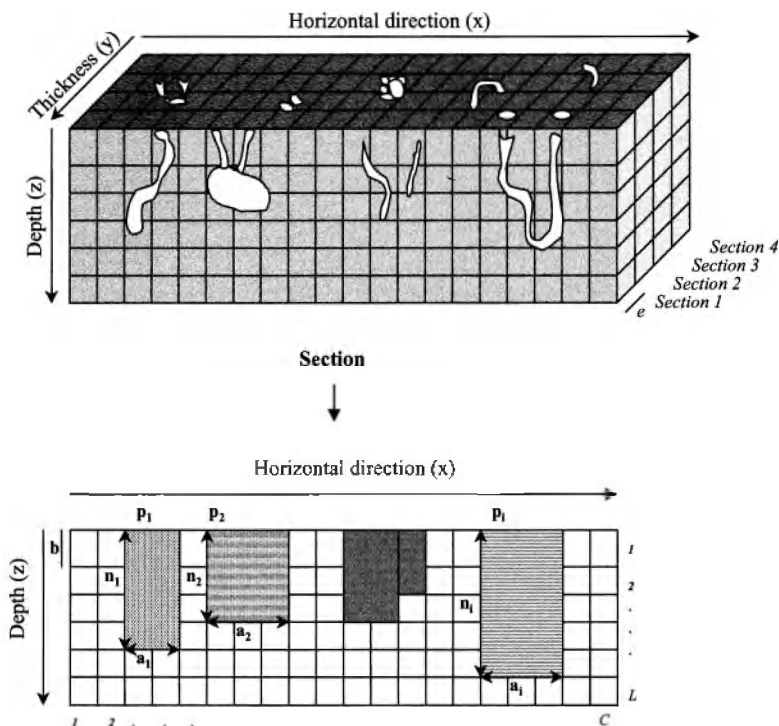 Horizontal direction (x)
Thickness (y)
Depth (z)
Section 4
Section 3
Section 2
Section 1
e
Section
Horizontal direction (x)
p1 p2 pi
b
1
n1 n2 ni
2
Depth (z)
.
.
.
a2
a1 ai
L
1 2 . . . C